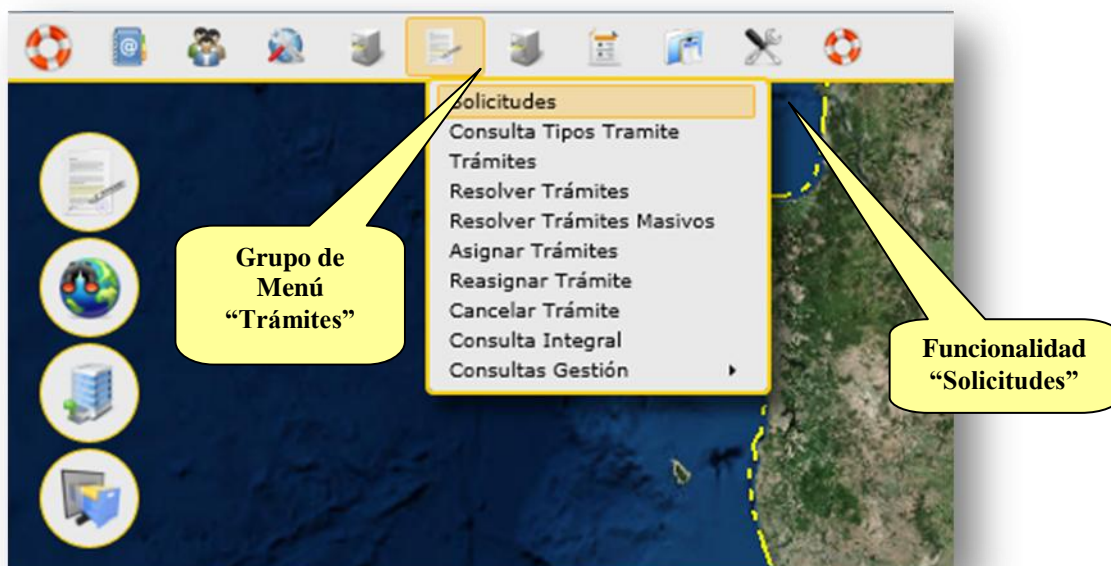 Solicitudes
Consulta Tipos Tramite
Trámites
Resolver Trámites
Resolver Trámites Masivos
Asignar Trámites
Reasignar Trámite
Cancelar Trámite
Consulta Integral
Consultas Gestión
Grupo de
Menú
“Trámites”
Funcionalidad
“Solicitudes”